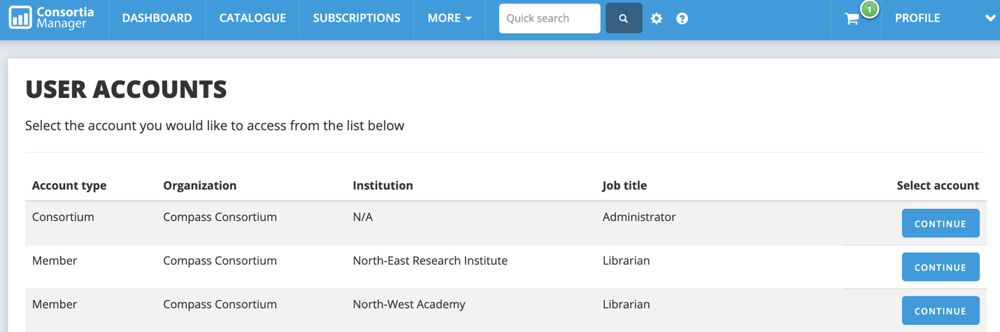 Consortia Manager
DASHBOARD CATALOGUE SUBSCRIPTIONS MORE Quick search 1 PROFILE
USER ACCOUNTS
Select the account you would like to access from the list below
Account type Organization Institution Job title Select account
Consortium Compass Consortium N/A Administrator CONTINUE
Member Compass Consortium North-East Research Institute Librarian CONTINUE
Member Compass Consortium North-West Academy Librarian CONTINUE